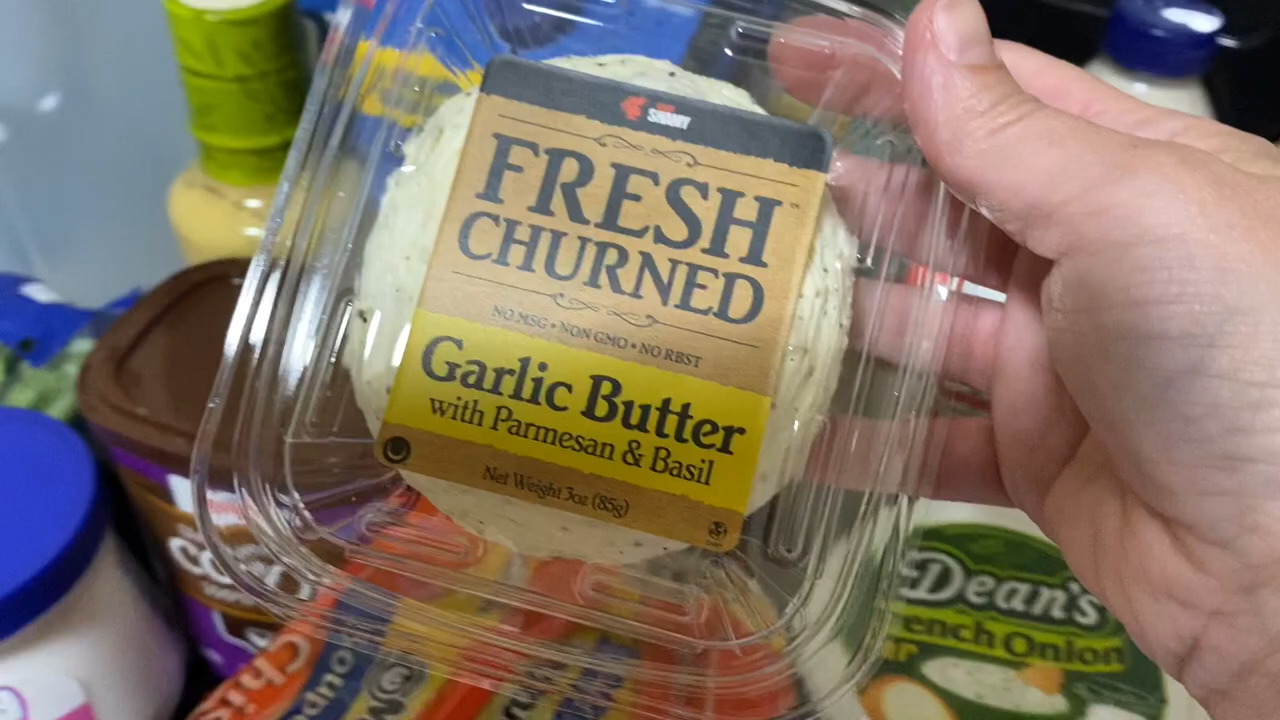 FRESH
CHURNED
NO MSG • NON GMO • NO RBST
Garlic Butter
with Parmesan & Basil
Net Weight 3oz (85g)
Dean's
ench Onion